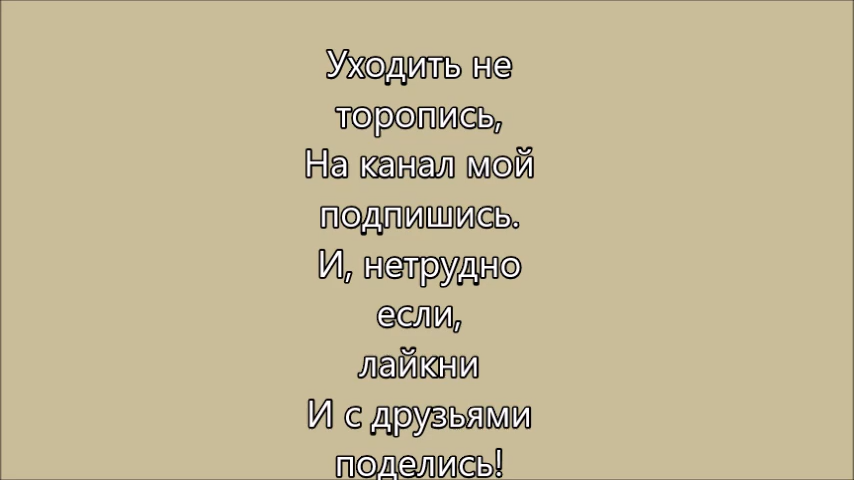 Уходить не
торопись,
На канал мой
подпишись.
И, нетрудно
если,
лайкни
И с друзьями
поделись!